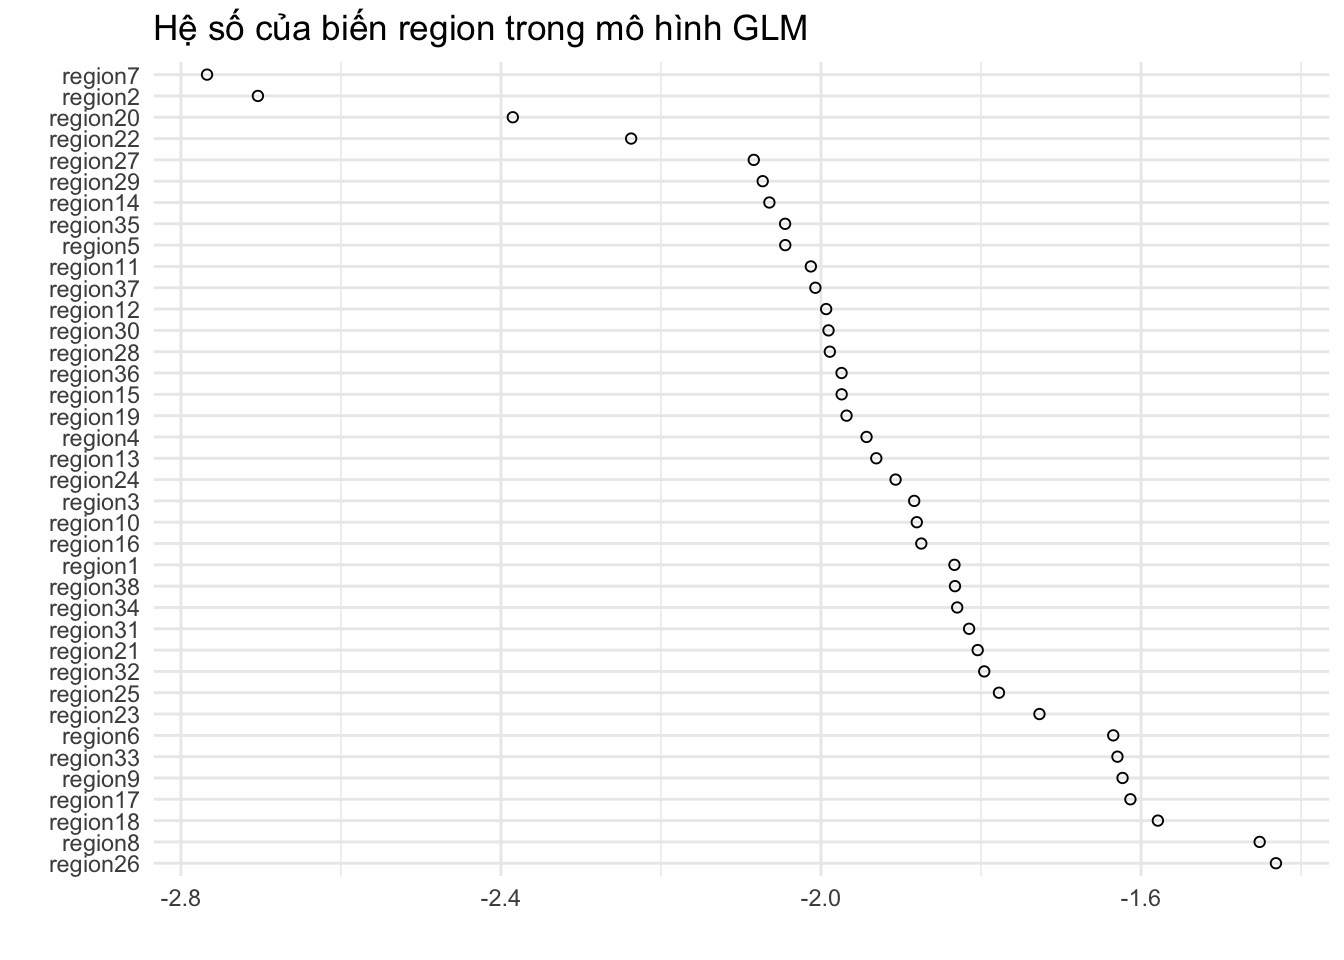 Hệ số của biến region trong mô hình GLM
region7
region2
region20
region22
region27
region29
region14
region35
region5
region11
region37
region12
region30
region28
region36
region15
region19
region4
region13
region24
region3
region10
region16
region1
region38
region34
region31
region21
region32
region25
region23
region6
region33
region9
region17
region18
region8
region26
-2.8 -2.4 -2.0 -1.6